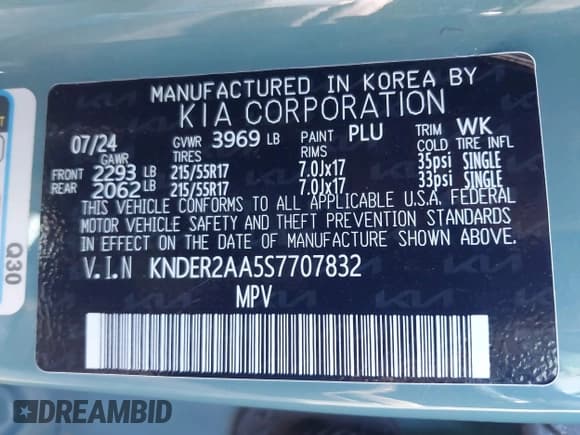 MANUFACTURED IN KOREA BY
KIA CORPORATION
07/24 GVWR 3969 LB PAINT PLU TRIM WK
GAWR TIRES RIMS COLD TIRE INFL
FRONT 2293 LB 215/55R17 7.0Jx17 35psi SINGLE
REAR 2062 LB 215/55R17 7.0Jx17 33psi SINGLE
THIS VEHICLE CONFORMS TO ALL APPLICABLE U.S.A. FEDERAL
MOTOR VEHICLE SAFETY AND THEFT PREVENTION STANDARDS
IN EFFECT ON THE DATE OF MANUFACTURE SHOWN ABOVE.
V.I.N KNDER2AA5S7707832
MPV
Q30
DREAMBID